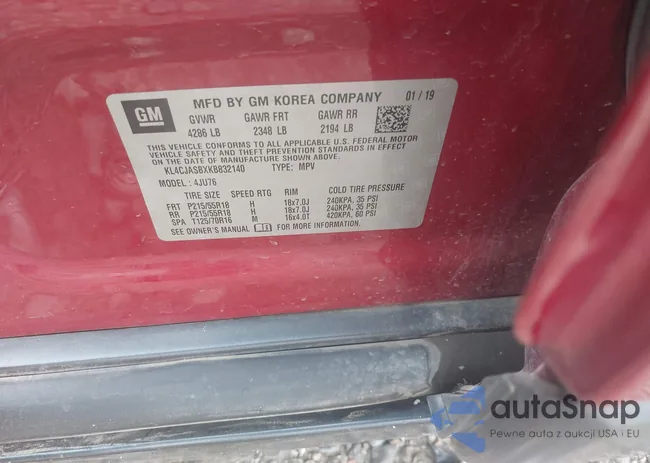 GM
MFD BY GM KOREA COMPANY 01 / 19
GVWR GAWR FRT GAWR RR
4286 LB 2348 LB 2194 LB
THIS VEHICLE CONFORMS TO ALL APPLICABLE U.S. FEDERAL MOTOR
VEHICLE SAFETY AND THEFT PREVENTION STANDARDS IN EFFECT
ON THE DATE OF MANUFACTURE SHOWN ABOVE.
KL4CJASBXKB832140 TYPE: MPV
MODEL: 4JU76
TIRE SIZE SPEED RTG RIM COLD TIRE PRESSURE
FRT P215/55R18 H 18x7.0J 240KPA, 35 PSI
RR P215/55R18 H 18x7.0J 240KPA, 35 PSI
SPA T125/70R16 M 16x4.0T 420KPA, 60 PSI
SEE OWNER'S MANUAL FOR MORE INFORMATION.
autaSnap
Pewne auta z aukcji USA i EU